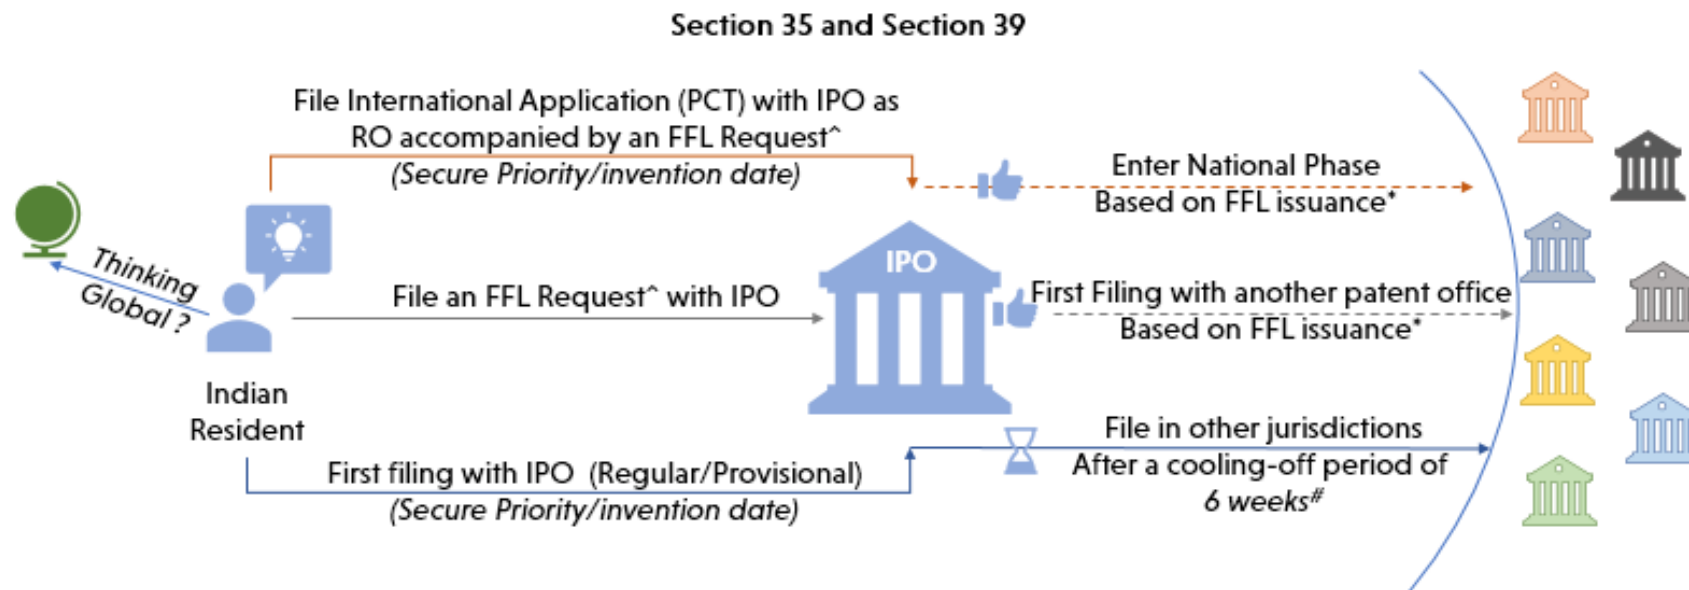 Section 35 and Section 39
File International Application (PCT) with IPO as
RO accompanied by an FFL Request^
(Secure Priority/invention date)
Enter National Phase
Based on FFL issuance*
Thinking
Global ?
IPO
File an FFL Request^ with IPO
First Filing with another patent office
Based on FFL issuance*
Indian
Resident
First filing with IPO (Regular/Provisional)
(Secure Priority/invention date)
File in other jurisdictions
After a cooling-off period of
6 weeks#